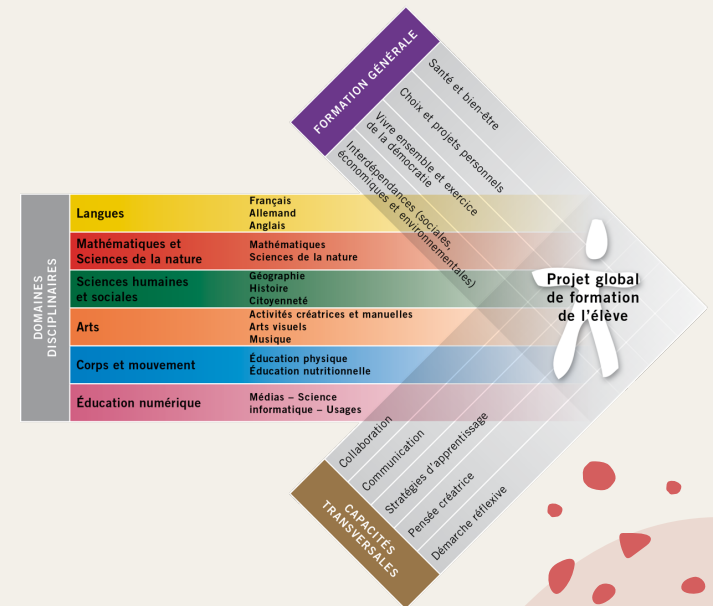 FORMATION GÉNÉRALE
Santé et bien-être
Choix et projets personnels
Vivre ensemble et exercice
de la démocratie
Interdépendances (sociales,
économiques et environnementales)
DOMAINES
DISCIPLINAIRES
Langues
Français
Allemand
Anglais
Mathématiques et
Sciences de la nature
Mathématiques
Sciences de la nature
Sciences humaines
et sociales
Géographie
Histoire
Citoyenneté
Arts
Activités créatrices et manuelles
Arts visuels
Musique
Corps et mouvement
Éducation physique
Éducation nutritionnelle
Éducation numérique
Médias – Science
informatique – Usages
Projet global
de formation
de l'élève
Collaboration
Communication
Stratégies d'apprentissage
Pensée créatrice
Démarche réflexive
CAPACITÉS
TRANSVERSALES